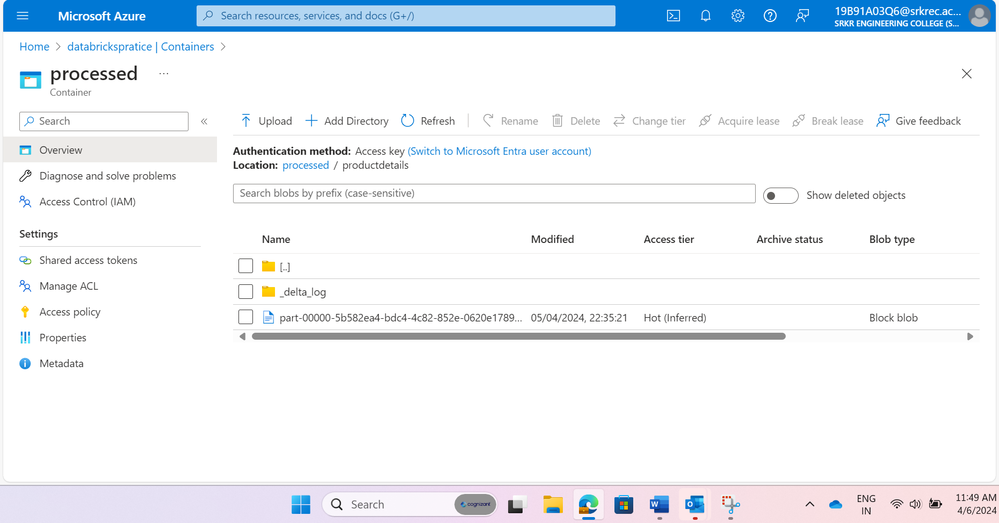 Microsoft Azure
Search resources, services, and docs (G+/)
19B91A03Q6@srkrec.ac...
SRKR ENGINEERING COLLEGE (S...
Home > databrickspratice | Containers >
processed ...
Container
Search «
Overview
Diagnose and solve problems
Access Control (IAM)
Settings
Shared access tokens
Manage ACL
Access policy
Properties
Metadata
Upload Add Directory Refresh Rename Delete Change tier Acquire lease Break lease Give feedback
Authentication method: Access key (Switch to Microsoft Entra user account)
Location: processed / productdetails
Search blobs by prefix (case-sensitive)
Show deleted objects
Name Modified Access tier Archive status Blob type
[..]
_delta_log
part-00000-5b582ea4-bdc4-4c82-852e-0620e1789... 05/04/2024, 22:35:21 Hot (Inferred) Block blob
Search cognizant
ENG
IN
11:49 AM
4/6/2024